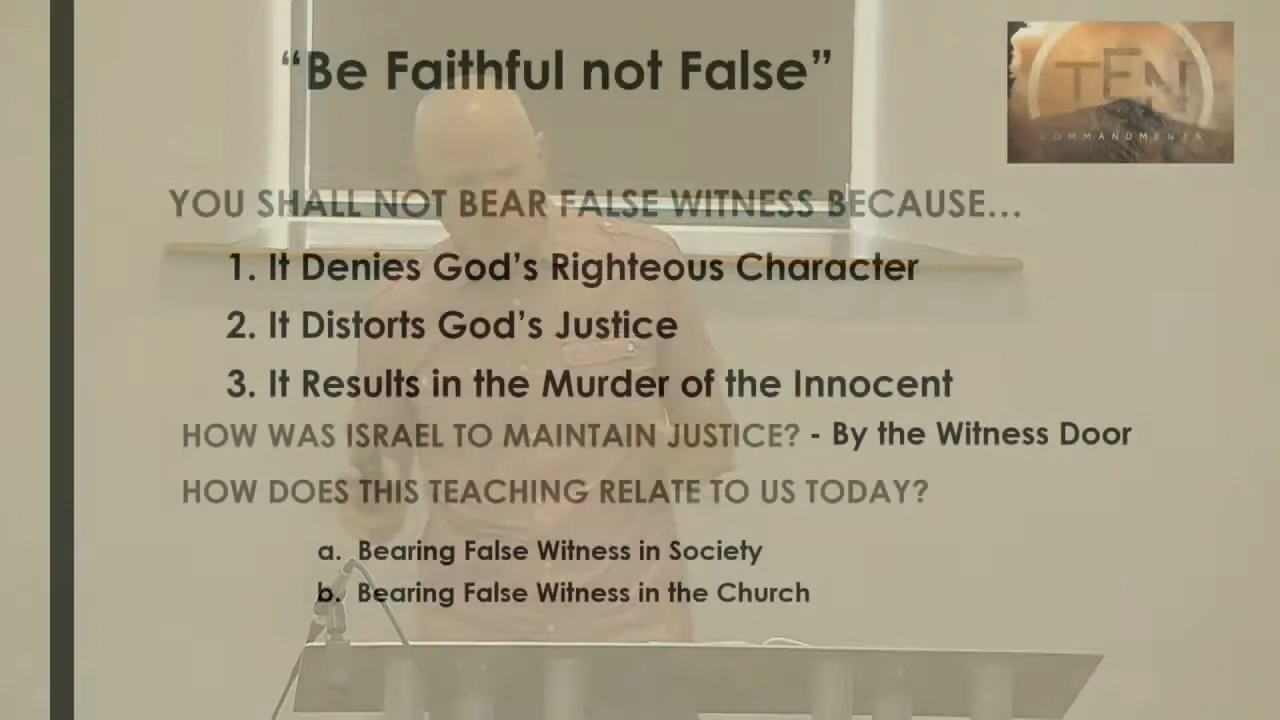 “Be Faithful not False”
TEN
COMMANDMENTS
YOU SHALL NOT BEAR FALSE WITNESS BECAUSE...
1. It Denies God’s Righteous Character
2. It Distorts God’s Justice
3. It Results in the Murder of the Innocent
HOW WAS ISRAEL TO MAINTAIN JUSTICE? - By the Witness Door
HOW DOES THIS TEACHING RELATE TO US TODAY?
a. Bearing False Witness in Society
b. Bearing False Witness in the Church